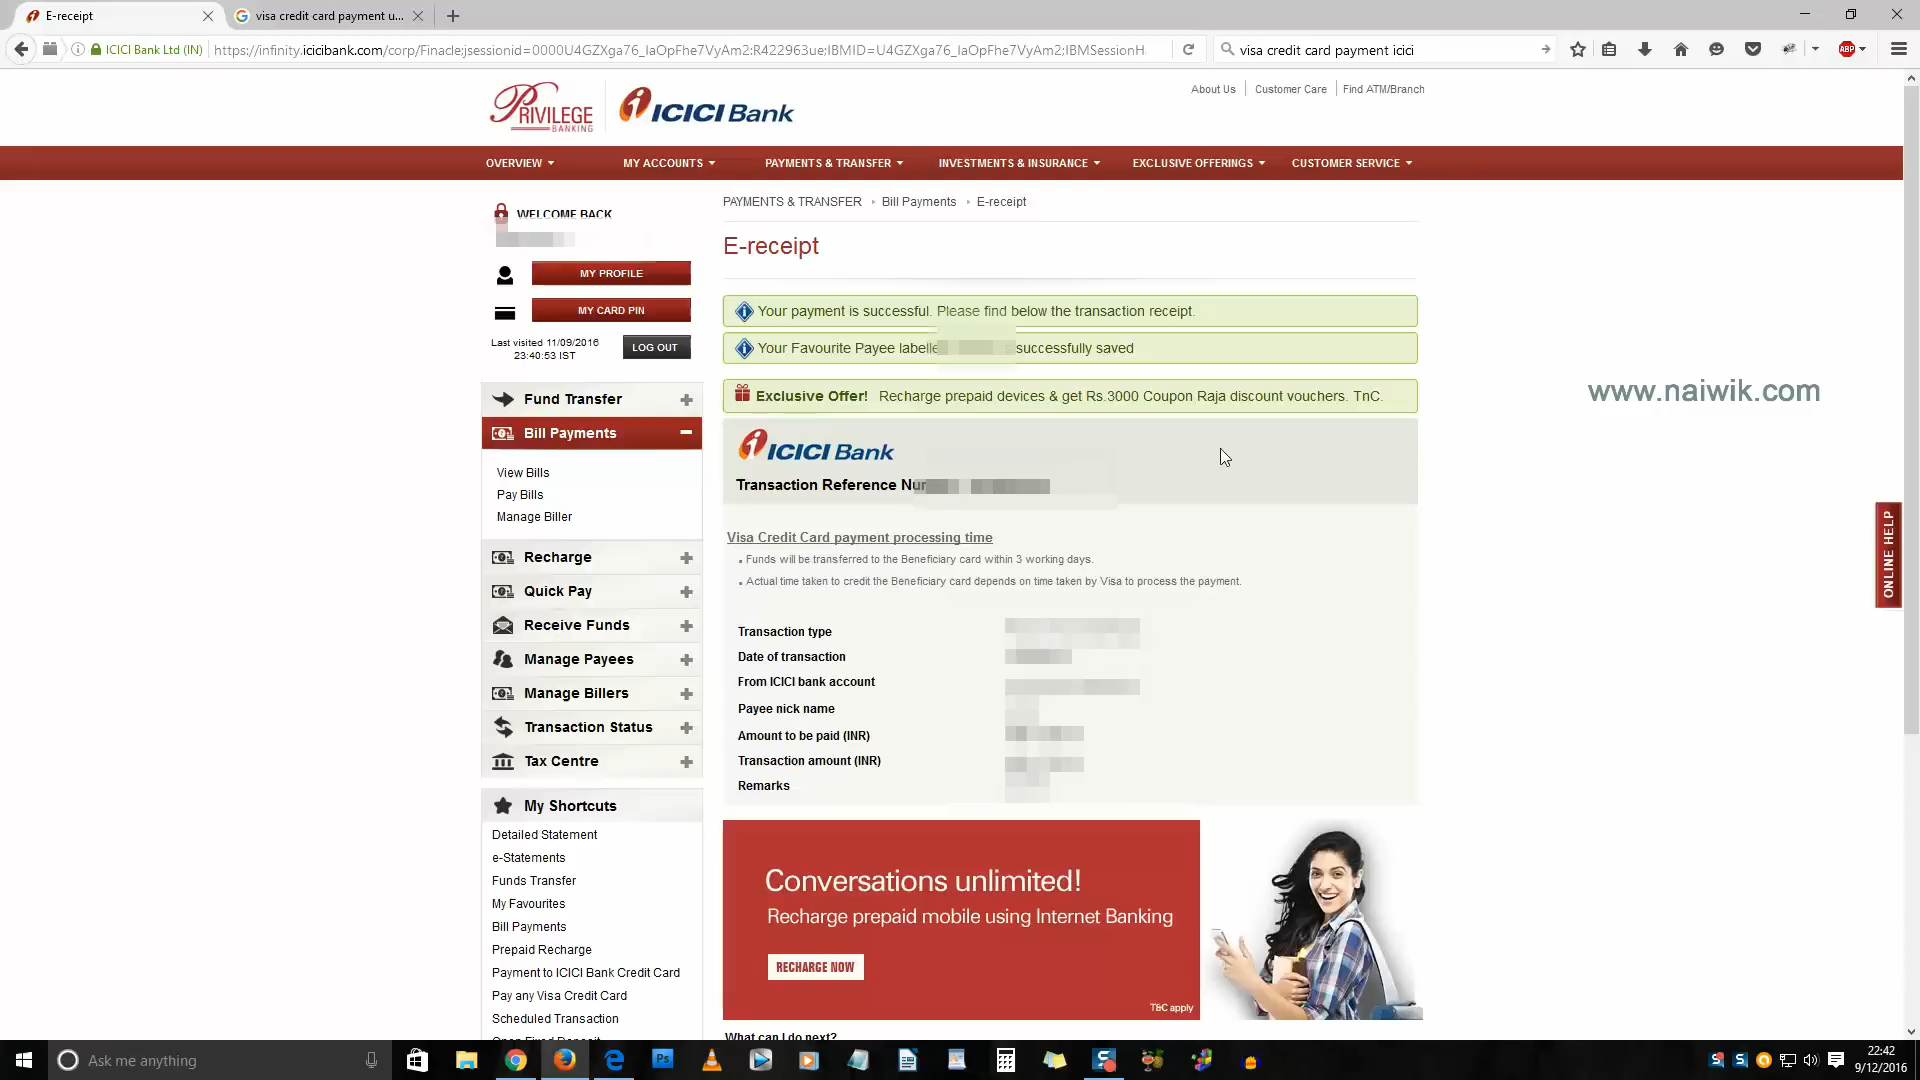 E-receipt
visa credit card payment u...
ICICI Bank Ltd (IN)
https://infinity.icicibank.com/corp/Finacle;jsessionid=0000U4GZXga76_IaOpFhe7VyAm2:R422963ue;IBMID=U4GZXga76_IaOpFhe7VyAm2;IBMSessionH
visa credit card payment icici
ABP
PRIVILEGE BANKING
ICICI Bank
About Us
Customer Care
Find ATM/Branch
OVERVIEW
MY ACCOUNTS
PAYMENTS & TRANSFER
INVESTMENTS & INSURANCE
EXCLUSIVE OFFERINGS
CUSTOMER SERVICE
WELCOME BACK
MY PROFILE
MY CARD PIN
Last visited 11/09/2016
23:40:53 IST
LOG OUT
Fund Transfer
Bill Payments
View Bills
Pay Bills
Manage Biller
Recharge
Quick Pay
Receive Funds
Manage Payees
Manage Billers
Transaction Status
Tax Centre
My Shortcuts
Detailed Statement
e-Statements
Funds Transfer
My Favourites
Bill Payments
Prepaid Recharge
Payment to ICICI Bank Credit Card
Pay any Visa Credit Card
Scheduled Transaction
PAYMENTS & TRANSFER
Bill Payments
E-receipt
E-receipt
Your payment is successful. Please find below the transaction receipt.
Your Favourite Payee labelle successfully saved
Exclusive Offer! Recharge prepaid devices & get Rs.3000 Coupon Raja discount vouchers. TnC.
ICICI Bank
Transaction Reference Nu
Visa Credit Card payment processing time
Funds will be transferred to the Beneficiary card within 3 working days.
Actual time taken to credit the Beneficiary card depends on time taken by Visa to process the payment.
Transaction type
Date of transaction
From ICICI bank account
Payee nick name
Amount to be paid (INR)
Transaction amount (INR)
Remarks
Conversations unlimited!
Recharge prepaid mobile using Internet Banking
RECHARGE NOW
T&C apply
What can I do next?
www.naiwik.com
ONLINE HELP
Ask me anything
Ps
22:42
9/12/2016